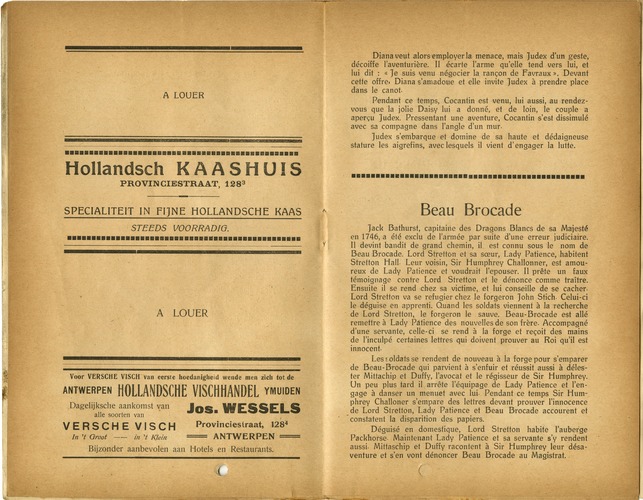 A LOUER
Hollandsch KAASHUIS
PROVINCIESTRAAT, 128³
SPECIALITEIT IN FIJNE HOLLANDSCHE KAAS
STEEDS VOORRADIG.
A LOUER
Voor VERSCHE VISCH van eerste hoedanigheid wende men zich tot de
ANTWERPEN HOLLANDSCHE VISCHHANDEL YMUIDEN
Dagelijksche aankomst van
alle soorten van
VERSCHE VISCH
In 't Groot —— in 't Klein
Jos. WESSELS
Provinciestraat, 128⁴
ANTWERPEN
Bijzonder aanbevolen aan Hotels en Restaurants.
Diana veut alors employer la menace, mais Judex d'un geste,
décoiffe l'aventurière. Il écarte l'arme qu'elle tend vers lui, et
lui dit : « Je suis venu négocier la rançon de Favraux ». Devant
cette offre, Diana s'amadoue et elle invite Judex à prendre place
dans le canot.
Pendant ce temps, Cocantin est venu, lui aussi, au rendez-
vous que la jolie Daisy lui a donné, et de loin, le couple a
aperçu Judex. Pressentant une aventure, Cocantin s'est dissimulé
avec sa compagne dans l'angle d'un mur.
Judex s'embarque et domine de sa haute et dédaigneuse
stature les aigrefins, avec lesquels il vient d'engager la lutte.
Beau Brocade
Jack Bathurst, capitaine des Dragons Blancs de sa Majesté
en 1746, a été exclu de l'armée par suite d'une erreur judiciaire.
Il devint bandit de grand chemin, il est connu sous le nom de
Beau Brocade. Lord Stretton et sa sœur, Lady Patience, habitent
Stretton Hall. Leur voisin, Sir Humphrey Challonner, est amou-
reux de Lady Patience et voudrait l'epouser. Il prête un faux
témoignage contre Lord Stretton et le dénonce comme traître.
Ensuite il se rend chez sa victime, et lui conseille de se cacher.
Lord Stretton va se refugier chez le forgeron John Stich. Celui-ci
le déguise en apprenti. Quand les soldats viennent à la recherche
de Lord Stretton, le forgeron le sauve. Beau-Brocade est allé
remettre à Lady Patience des nouvelles de son frère. Accompagné
d'une servante, celle-ci se rend à la forge et reçoit des mains
de l'inculpé certaines lettres qui doivent prouver au Roi qu'il est
innocent.
Les soldats se rendent de nouveau à la forge pour s'emparer
de Beau-Brocade qui parvient à s'enfuir et réussit aussi à déles-
ter Mittachip et Duffy, l'avocat et le régisseur de Sir Humphrey.
Un peu plus tard il arrête l'équipage de Lady Patience et l'en-
gage à danser un menuet avec lui. Pendant ce temps Sir Hum-
phrey Challoner s'empare des lettres devant prouver l'innocence
de Lord Stretton, Lady Patience et Beau Brocade accourent et
constatent la disparition des papiers.
Déguisé en domestique, Lord Stretton habite l'auberge
Packhorse. Maintenant Lady Patience et sa servante s'y rendent
aussi. Mittachip et Duffy racontent à Sir Humphrey leur désa-
venture et s'en vont dénoncer Beau Brocade au Magistrat.